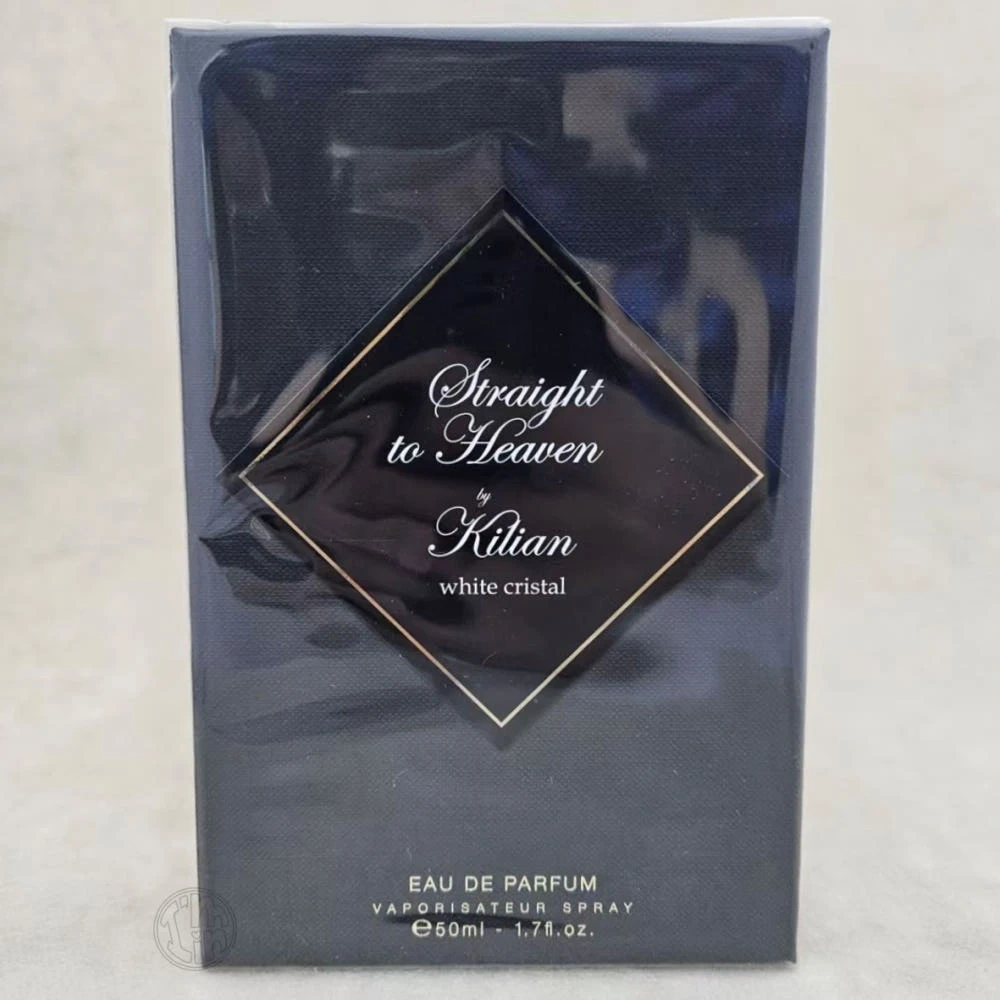 Straight
to Heaven
by
Kilian
white cristal
EAU DE PARFUM
VAPORISATEUR SPRAY
℮50ml - 1.7fl.oz.